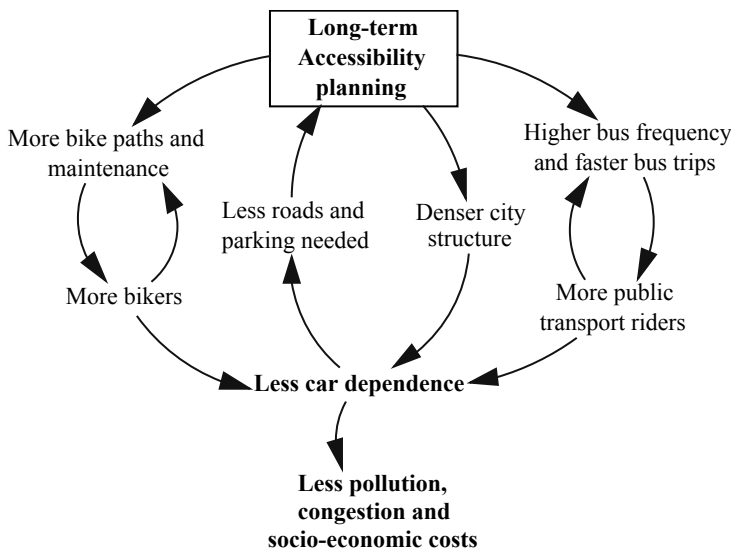 Long-term
Accessibility
planning
More bike paths and
maintenance
Higher bus frequency
and faster bus trips
Less roads and
parking needed
Denser city
structure
More bikers
More public
transport riders
Less car dependence
Less pollution,
congestion and
socio-economic costs